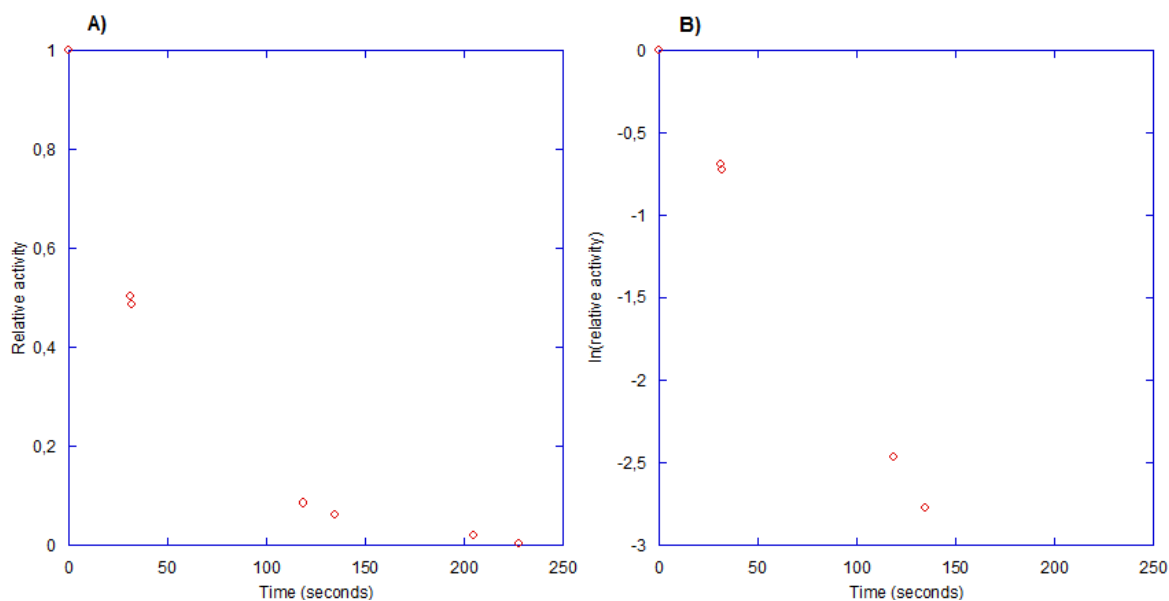 A)
Relative activity
1
0,8
0,6
0,4
0,2
0
0 50 100 150 200 250
Time (seconds)
B)
ln(relative activity)
0
-0,5
-1
-1,5
-2
-2,5
-3
0 50 100 150 200 250
Time (seconds)